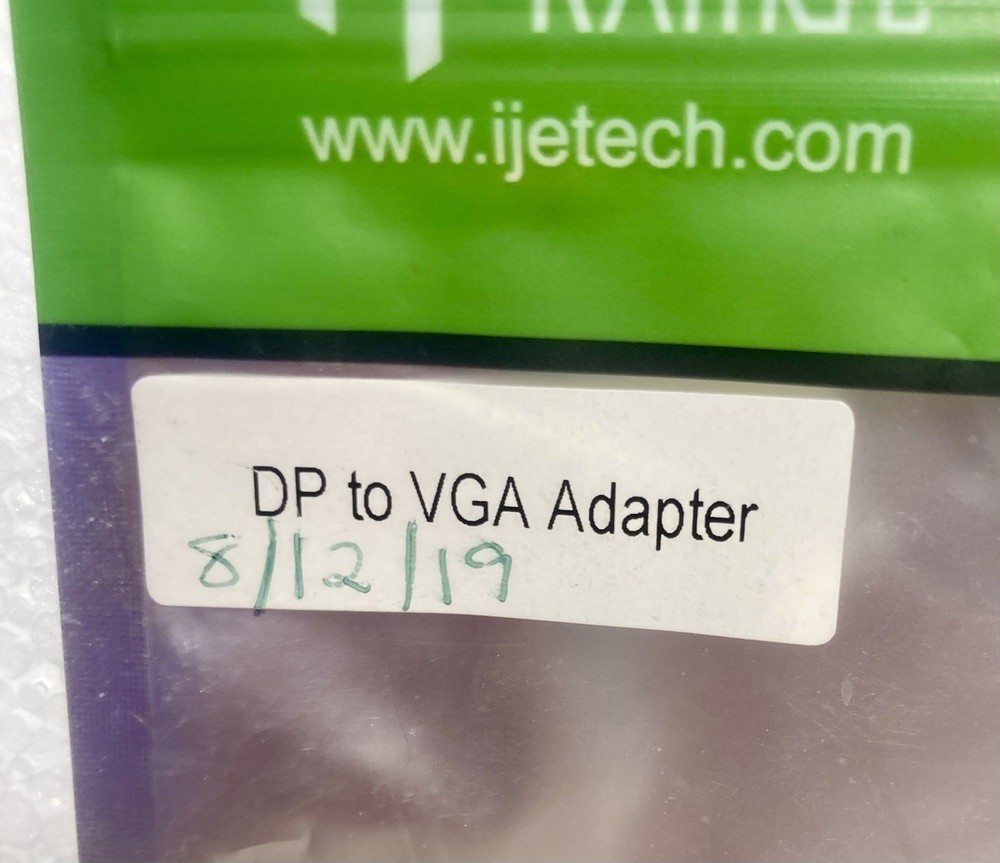 www.ijetech.com
DP to VGA Adapter
8/12/19